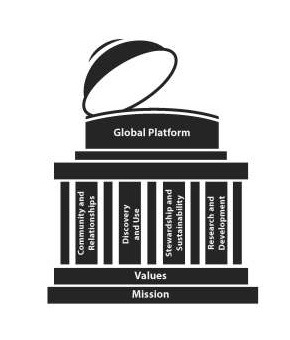 Global Platform
Community and
Relationships
Discovery
and Use
Stewardship and
Sustainability
Research and
Development
Values
Mission